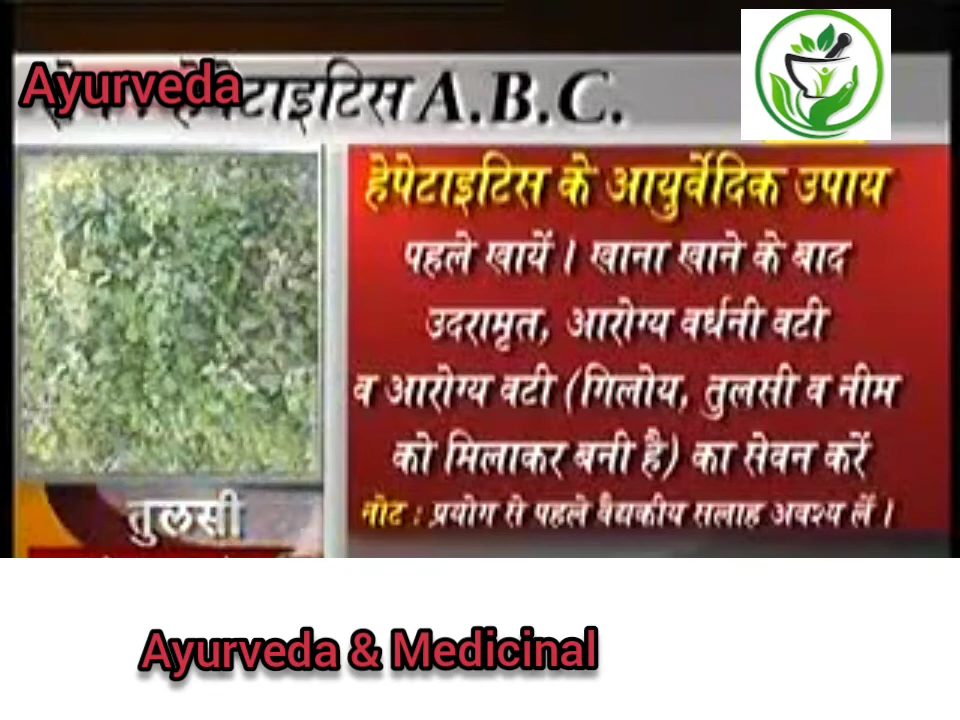 Ayurveda
हेपेटाइटिस A.B.C.
हेपेटाइटिस के आयुर्वेदिक उपाय
पहले खायें। खाना खाने के बाद
उदरामृत, आरोग्य वर्धनी वटी
व आरोग्य वटी (गिलोय, तुलसी व नीम
को मिलाकर बनी है) का सेवन करें
नोट : प्रयोग से पहले वैद्यकीय सलाह अवश्य लें।
तुलसी
Ayurveda & Medicinal